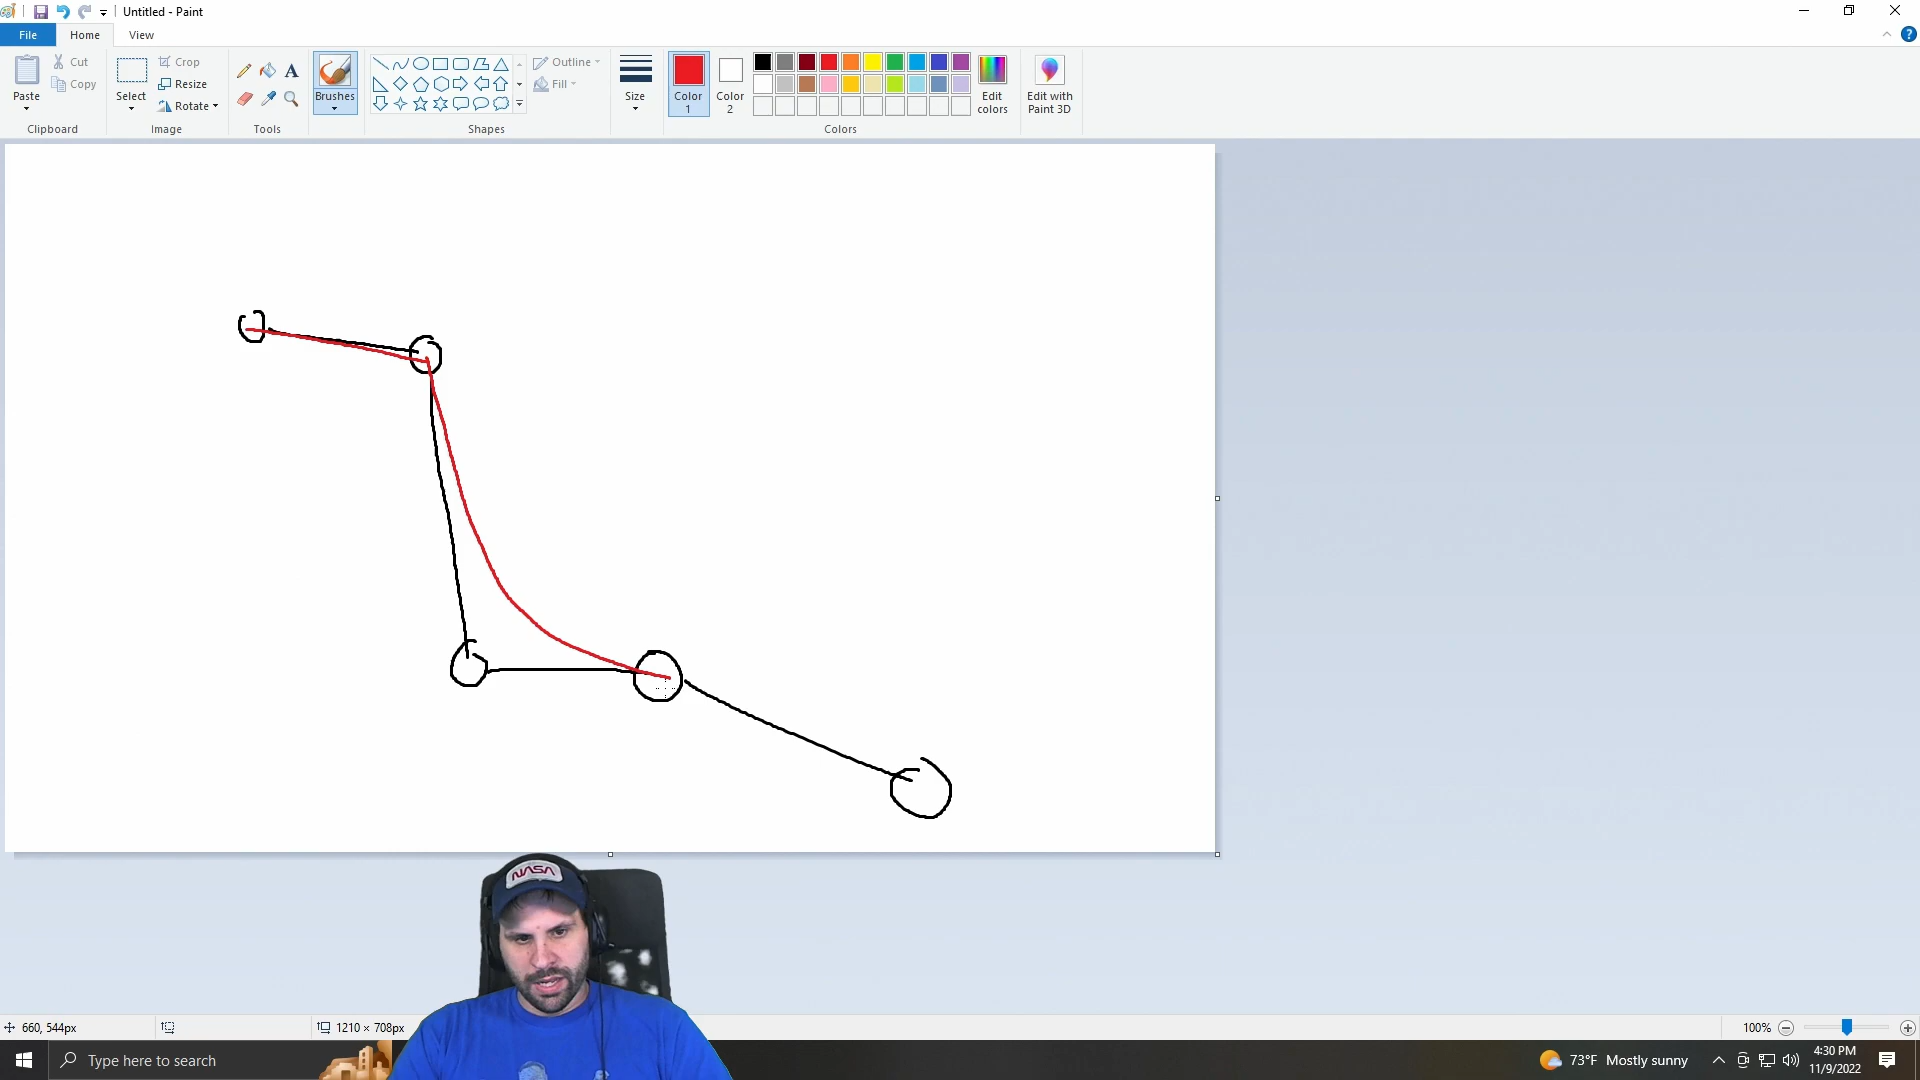 Untitled - Paint
File
Home
View
Paste
Cut
Copy
Clipboard
Select
Crop
Resize
Rotate
Image
A
Tools
Brushes
Shapes
Outline
Fill
Size
Color 1
Color 2
Colors
Edit colors
Edit with Paint 3D
NASA
660, 544px
1210 × 708px
100%
Type here to search
73°F Mostly sunny
4:30 PM
11/9/2022